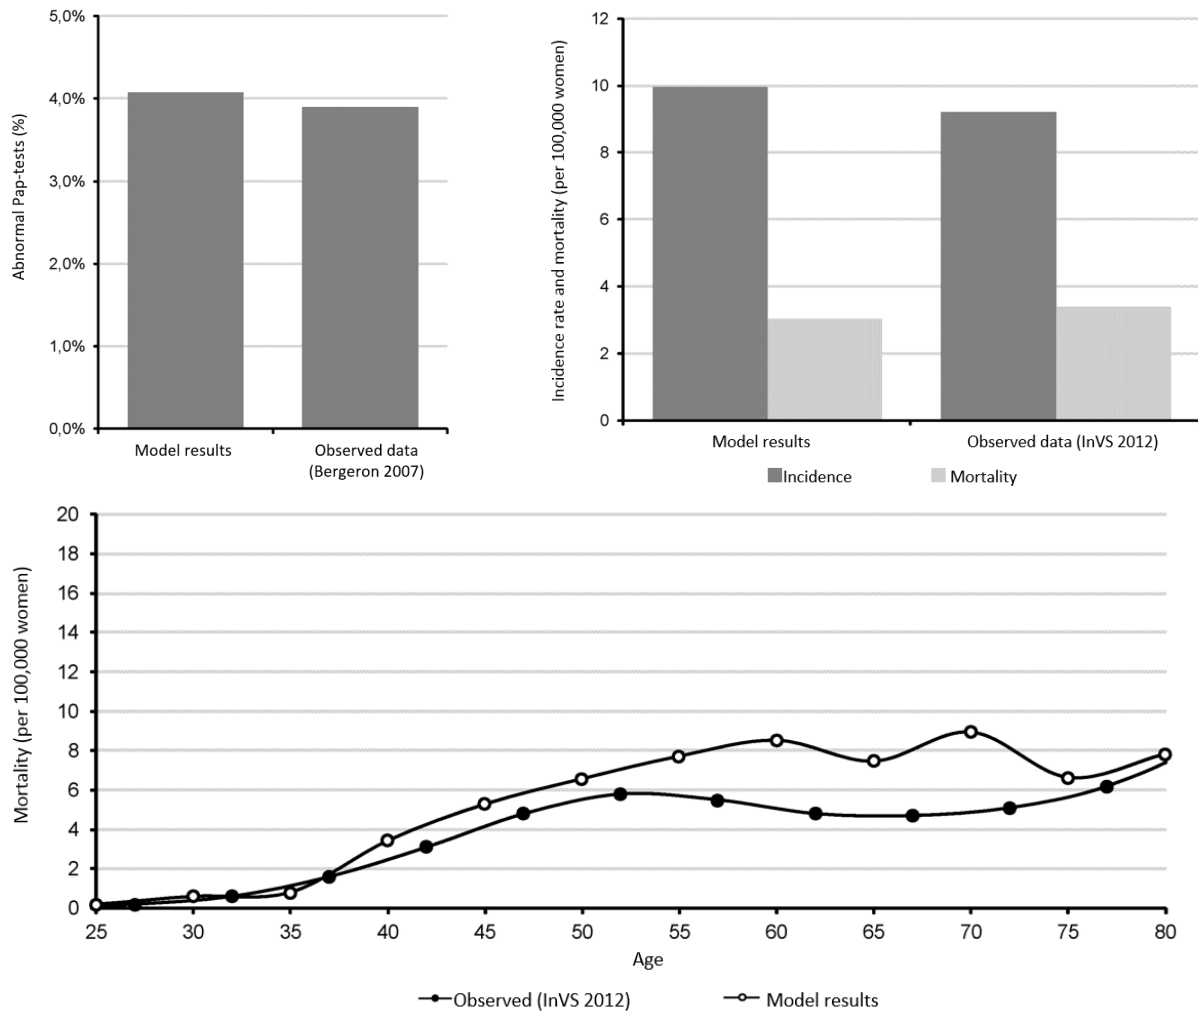 5,0%
4,0%
3,0%
2,0%
1,0%
0,0%
Abnormal Pap-tests (%)
Model results
Observed data
(Bergeron 2007)
12
10
8
6
4
2
0
Incidence rate and mortality (per 100,000 women)
Model results
Observed data (InVS 2012)
Incidence
Mortality
20
18
16
14
12
10
8
6
4
2
0
Mortality (per 100,000 women)
25 30 35 40 45 50 55 60 65 70 75 80
Age
Observed (InVS 2012)
Model results